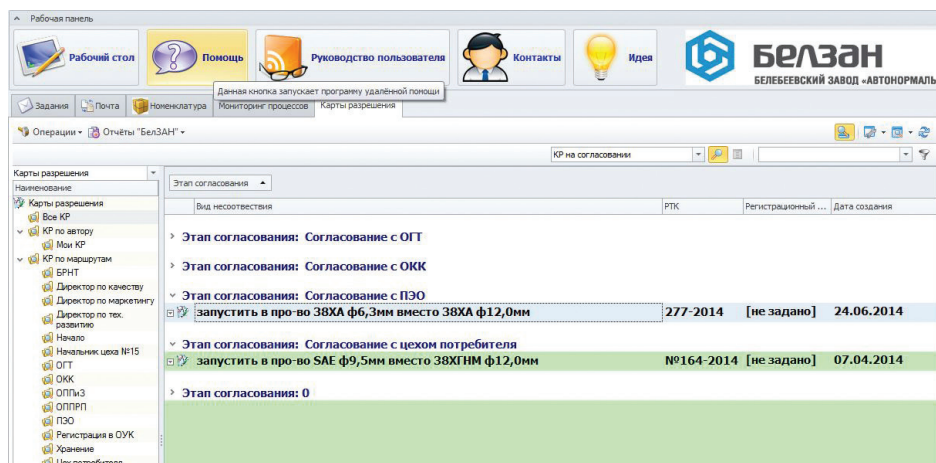 Рабочая панель
Рабочий стол
Помощь
Руководство пользователя
Контакты
Идея
БЕЛЗАН
БЕЛЕБЕЕВСКИЙ ЗАВОД «АВТОНОРМАЛЬ
Данная кнопка запускает программу удалённой помощи
Задания
Почта
Номенклатура
Мониторинг процессов
Карты разрешения
Операции
Отчёты "БелЗАН"
КР на согласовании
Карты разрешения
Наименование
Карты разрешения
Все КР
КР по автору
Мои КР
КР по маршрутам
БРНТ
Директор по качеству
Директор по маркетингу
Директор по тех.
развитию
Начало
Начальник цеха №15
ОГТ
ОКК
ОППиЗ
ОППРП
ПЭО
Регистрация в ОУК
Хранение
Цех потребителя
Этап согласования
Вид несоотвествия РТК Регистрационный ... Дата создания
Этап согласования: Согласование с ОГТ
Этап согласования: Согласование с ОКК
Этап согласования: Согласование с ПЭО
запустить в про-во 38ХА ф6,3мм вместо 38ХА ф12,0мм 277-2014 [не задано] 24.06.2014
Этап согласования: Согласование с цехом потребителя
запустить в про-во SAE ф9,5мм вместо 38ХГНМ ф12,0мм №164-2014 [не задано] 07.04.2014
Этап согласования: 0